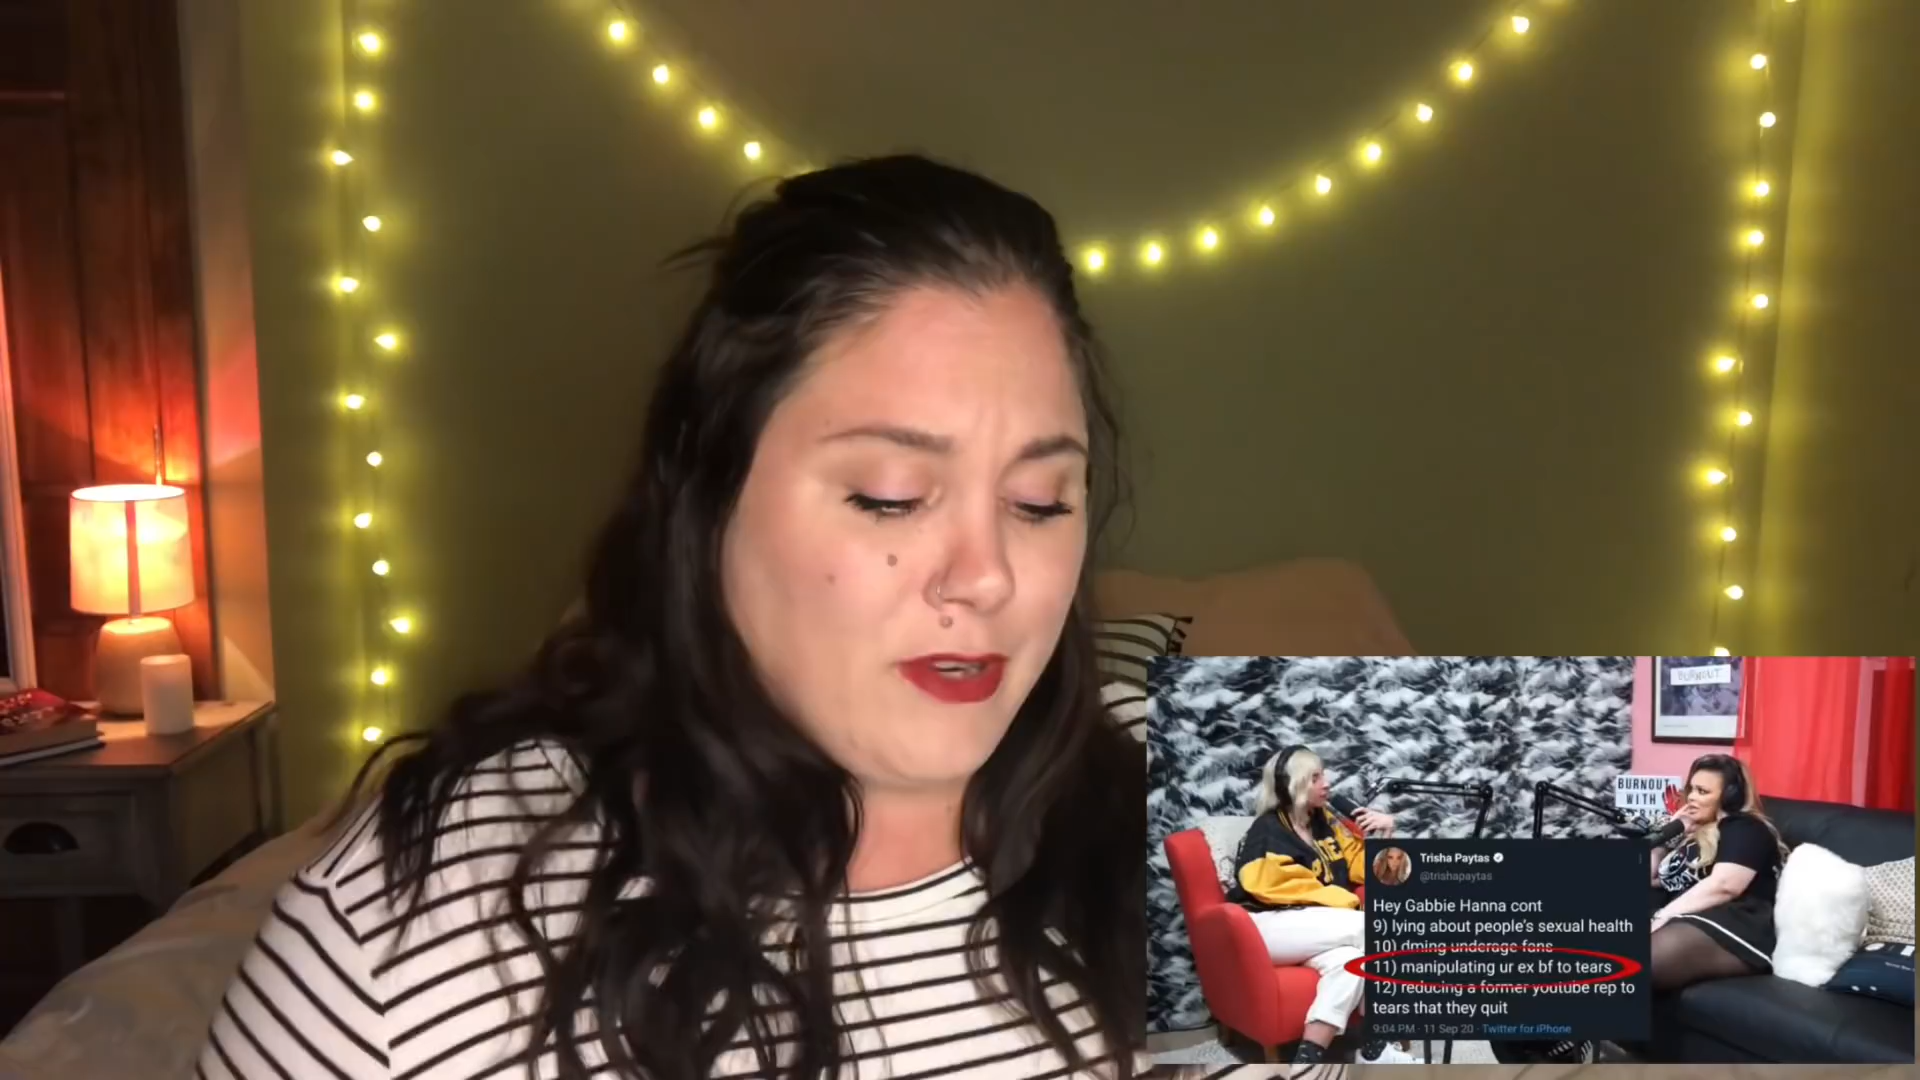 BURNOUT
BURNOUT
WITH
Trisha Paytas
@trishapaytas
Hey Gabbie Hanna cont
9) lying about people's sexual health
10) dming underage fans
11) manipulating ur ex bf to tears
12) reducing a former youtube rep to
tears that they quit
9:04 PM · 11 Sep 20 · Twitter for iPhone